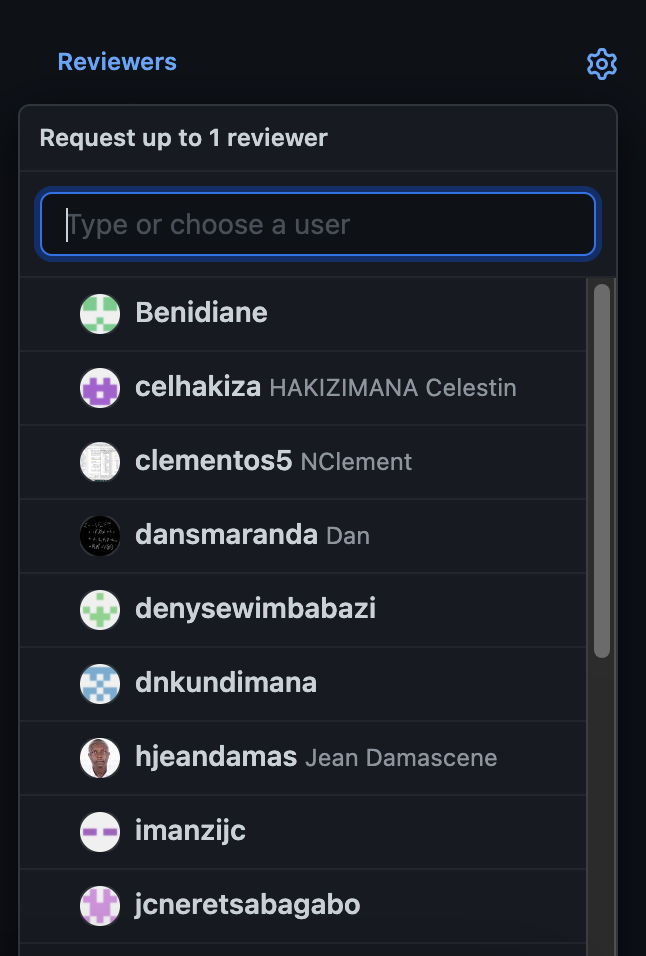 Reviewers
Request up to 1 reviewer
Type or choose a user
Benidiane
celhakiza HAKIZIMANA Celestin
clementos5 NClement
dansmaranda Dan
denysewimbabazi
dnkundimana
hjeandamas Jean Damascene
imanzijc
jcneretsabagabo